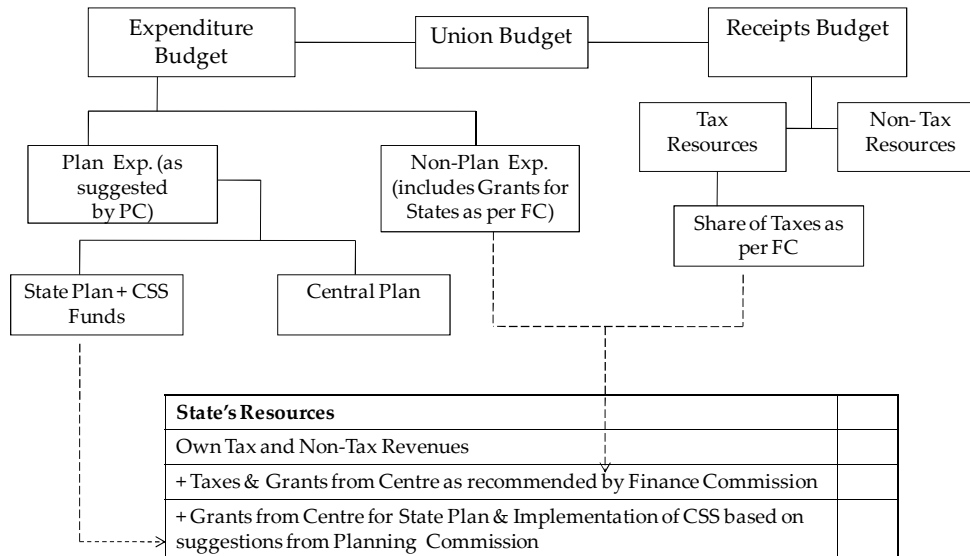 Expenditure
Budget
Union Budget
Receipts Budget
Tax
Resources
Non- Tax
Resources
Plan Exp. (as
suggested
by PC)
Non-Plan Exp.
(includes Grants for
States as per FC)
Share of Taxes as
per FC
State Plan + CSS
Funds
Central Plan
State's Resources
Own Tax and Non-Tax Revenues
+ Taxes & Grants from Centre as recommended by Finance Commission
+ Grants from Centre for State Plan & Implementation of CSS based on
suggestions from Planning Commission